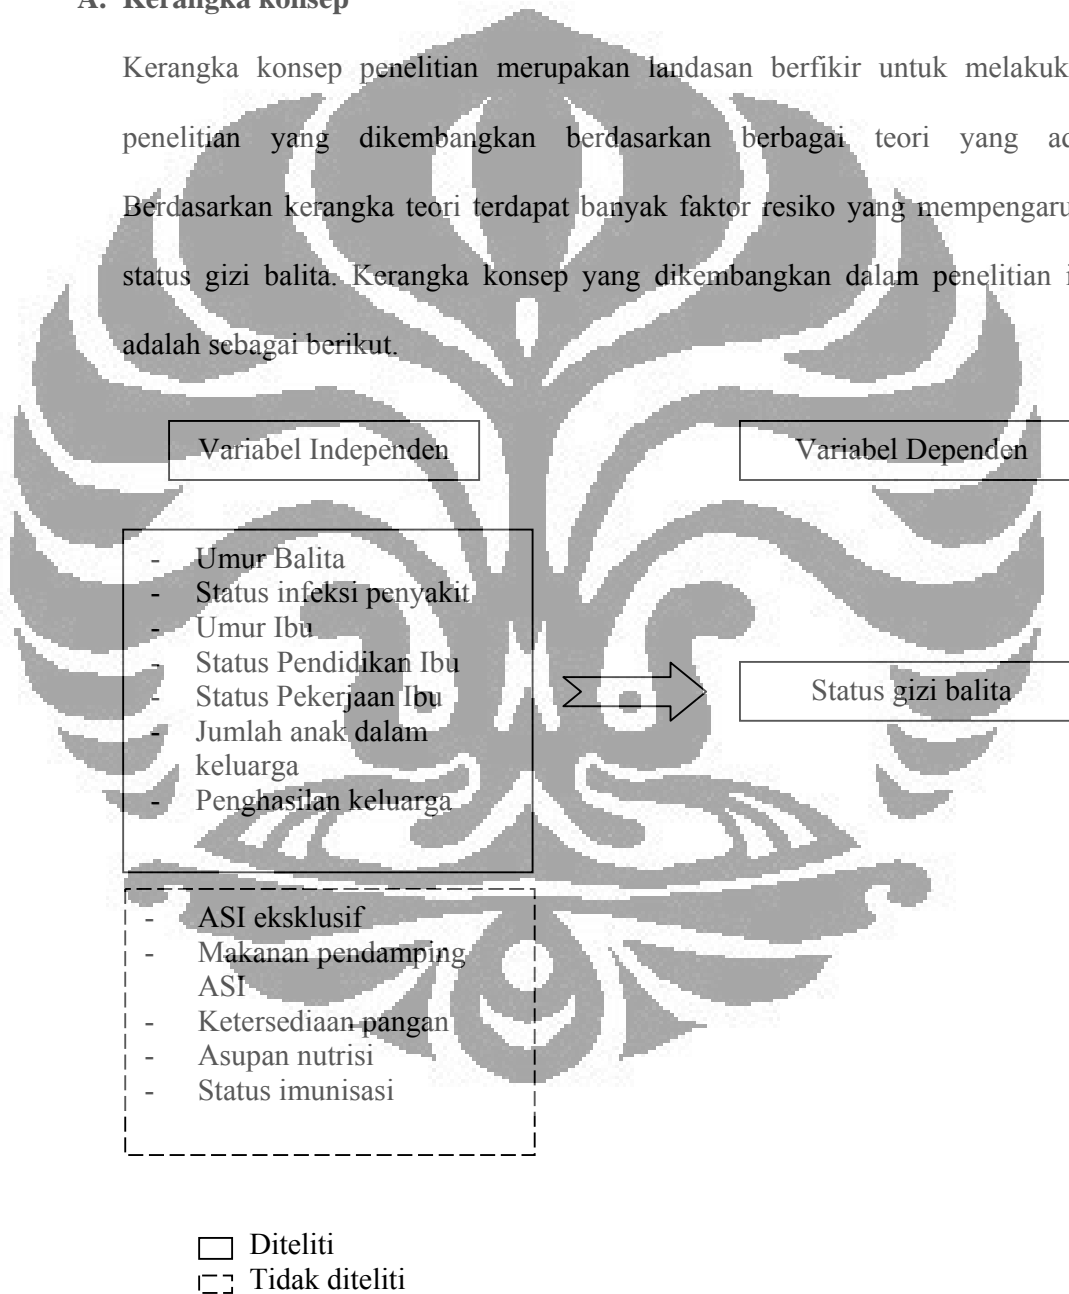 A. Kerangka konsep
Kerangka konsep penelitian merupakan landasan berfikir untuk melakuk
penelitian yang dikembangkan berdasarkan berbagai teori yang ad
Berdasarkan kerangka teori terdapat banyak faktor resiko yang mempengaru
status gizi balita. Kerangka konsep yang dikembangkan dalam penelitian i
adalah sebagai berikut.
Variabel Independen
Variabel Dependen
- Umur Balita
- Status infeksi penyakit
- Umur Ibu
- Status Pendidikan Ibu
- Status Pekerjaan Ibu
- Jumlah anak dalam
keluarga
- Penghasilan keluarga
Status gizi balita
- ASI eksklusif
- Makanan pendamping
ASI
- Ketersediaan pangan
- Asupan nutrisi
- Status imunisasi
Diteliti
Tidak diteliti